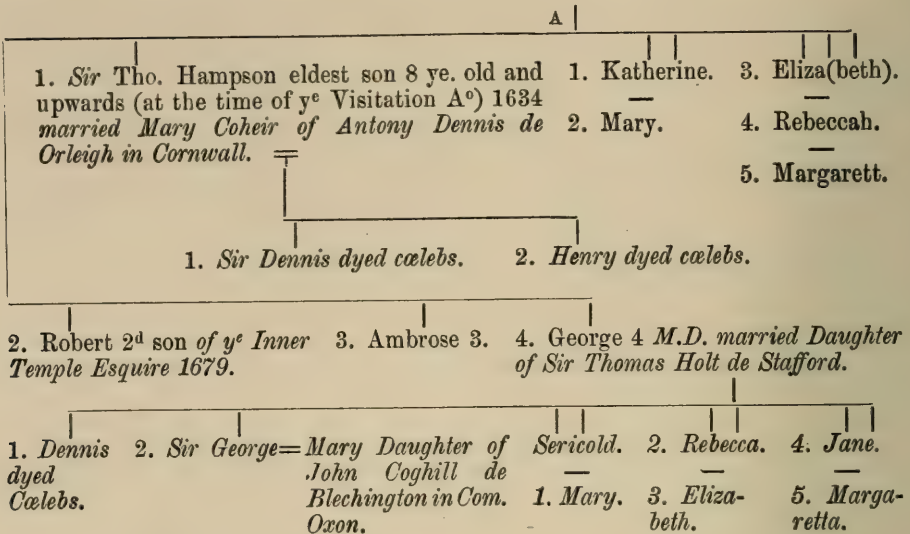 A
1. Sir Tho. Hampson eldest son 8 ye. old and
upwards (at the time of yᵉ Visitation Aᵒ) 1634
married Mary Coheir of Antony Dennis de
Orleigh in Cornwall.
1. Katherine.
2. Mary.
3. Eliza(beth).
4. Rebeccah.
5. Margarett.
1. Sir Dennis dyed cœlebs.
2. Henry dyed cœlebs.
2. Robert 2ᵈ son of yᵉ Inner
Temple Esquire 1679.
3. Ambrose 3.
4. George 4 M.D. married Daughter
of Sir Thomas Holt de Stafford.
1. Dennis
dyed
Cœlebs.
2. Sir George=Mary Daughter of
John Coghill de
Blechington in Com.
Oxon.
Sericold.
1. Mary.
2. Rebecca.
3. Eliza-
beth.
4. Jane.
5. Marga-
retta.